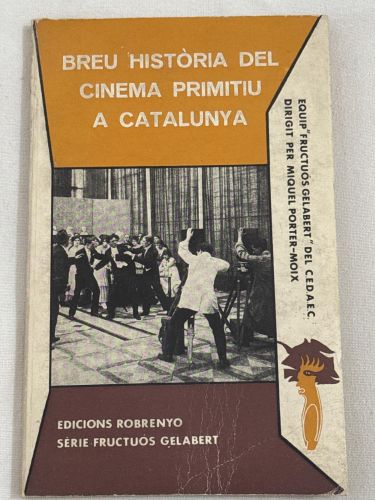 BREU HISTÒRIA DEL
CINEMA PRIMITIU
A CATALUNYA
EQUIP "FRUCTUÓS GELABERT" DEL C.E.D.A.E.C.
DIRIGIT PER MIQUEL PORTER-MOIX
EDICIONS ROBRENYO
SÈRIE FRUCTUÓS GELABERT